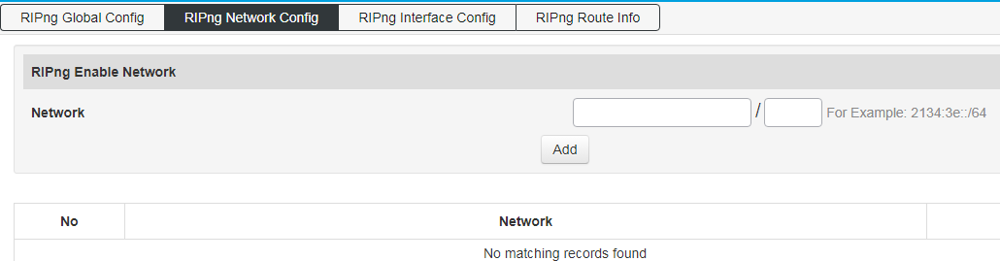 RIPng Global Config RIPng Network Config RIPng Interface Config RIPng Route Info
RIPng Enable Network
Network / For Example: 2134:3e::/64
Add
No Network
No matching records found